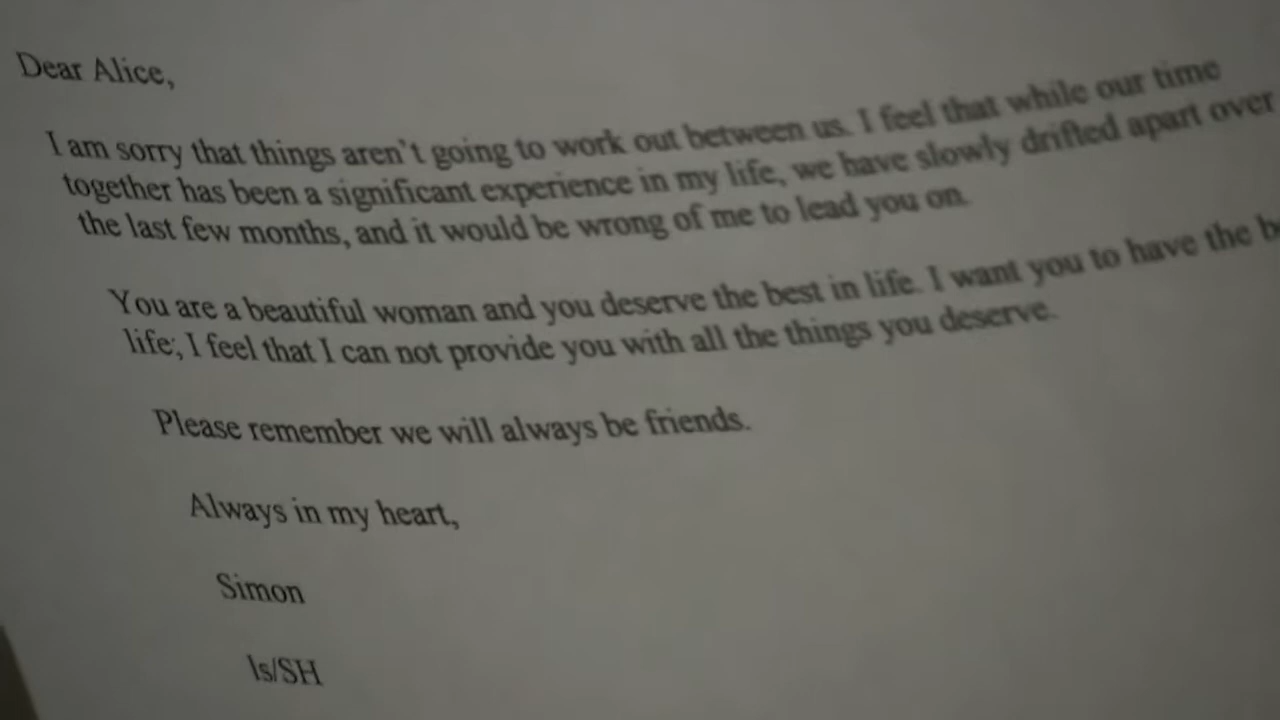 Dear Alice,
I am sorry that things aren't going to work out between us. I feel that while our time
together has been a significant experience in my life, we have slowly drifted apart over
the last few months, and it would be wrong of me to lead you on.
You are a beautiful woman and you deserve the best in life. I want you to have the
life; I feel that I can not provide you with all the things you deserve.
Please remember we will always be friends.
Always in my heart,
Simon
ls/SH